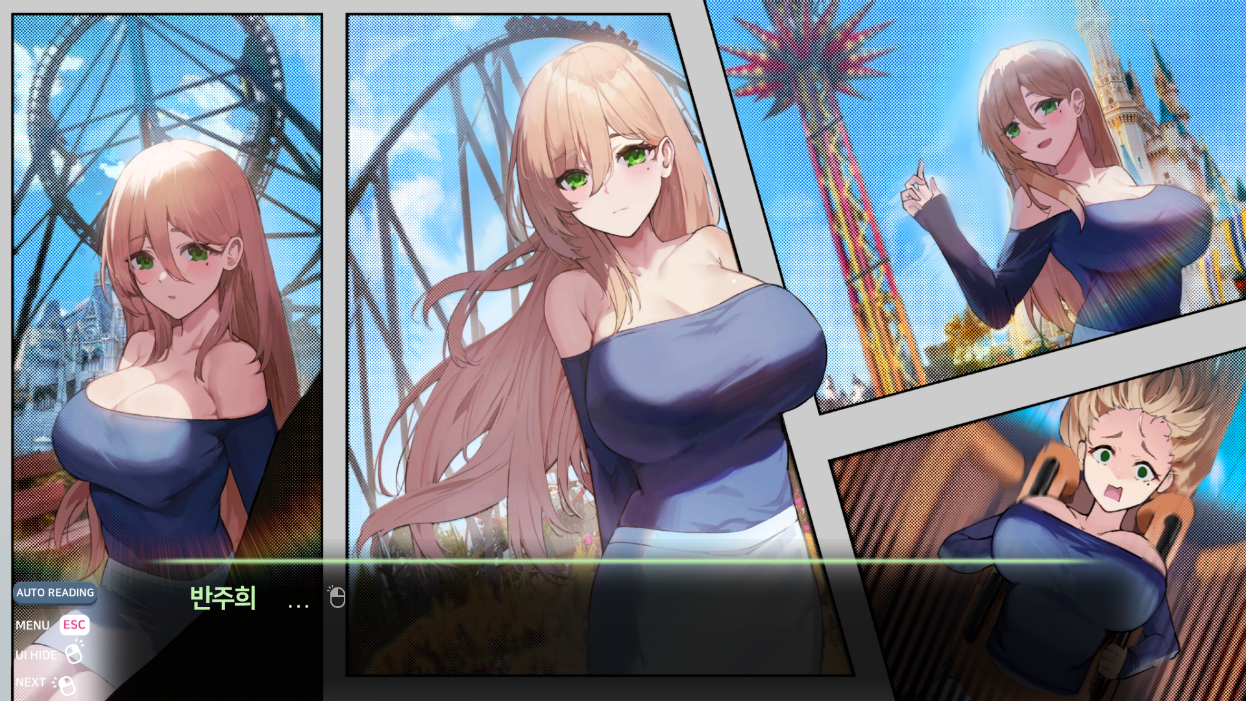 반주희 ...
AUTO READING
MENU ESC
UI HIDE
NEXT